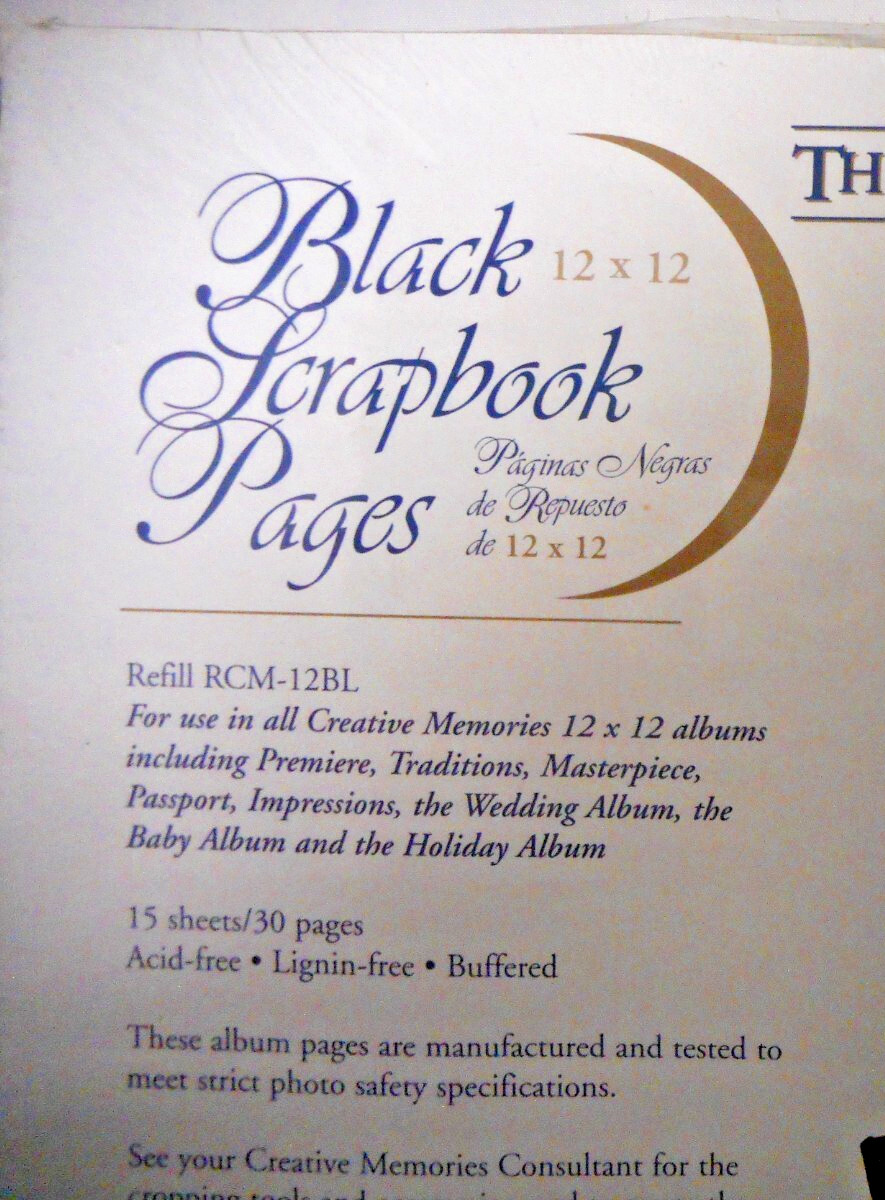 Black 12 x 12
Scrapbook
Pages
Páginas Negras
de Repuesto
de 12 x 12
TH
Refill RCM-12BL
For use in all Creative Memories 12 x 12 albums
including Premiere, Traditions, Masterpiece,
Passport, Impressions, the Wedding Album, the
Baby Album and the Holiday Album
15 sheets/30 pages
Acid-free • Lignin-free • Buffered
These album pages are manufactured and tested to
meet strict photo safety specifications.
See your Creative Memories Consultant for the
cropping tools and